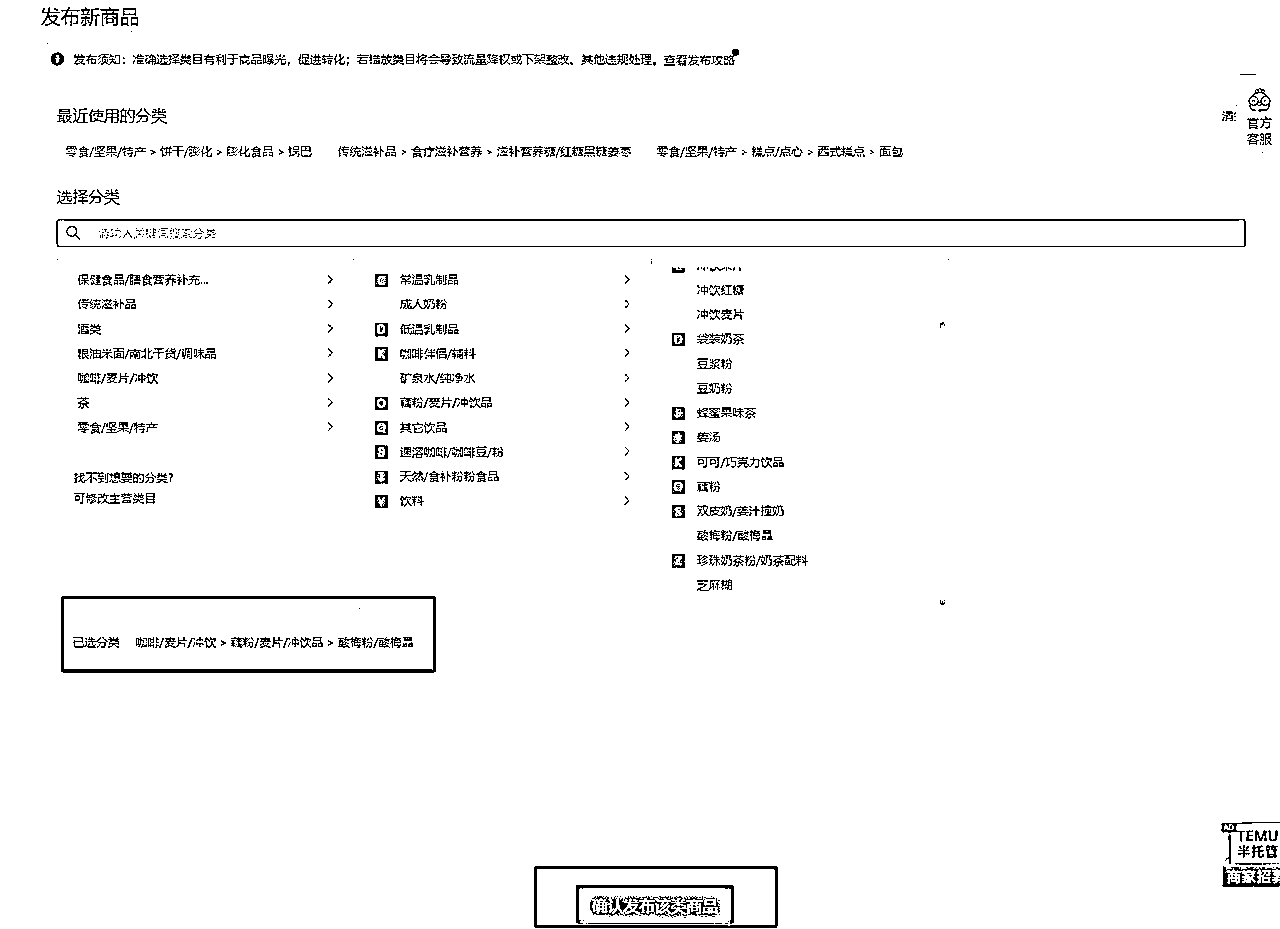 发布新商品
发布须知：准确选择类目有利于商品曝光，促进转化；若错放类目将会导致流量降权或下架整改、其他违规处理。查看发布攻略
最近使用的分类
清
官方
客服
零食/坚果/特产 > 饼干/膨化 > 膨化食品 > 锅巴
传统滋补品 > 食疗滋补营养 > 滋补营养糖/红糖黑糖姜枣
零食/坚果/特产 > 糕点/点心 > 西式糕点 > 面包
选择分类
请输入关键词搜索分类
保健食品/膳食营养补充...
传统滋补品
酒类
粮油米面/南北干货/调味品
咖啡/麦片/冲饮
茶
零食/坚果/特产
找不到想要的分类？
可修改主营类目
C 常温乳制品
成人奶粉
D 低温乳制品
K 咖啡伴侣/辅料
矿泉水/纯净水
O 藕粉/麦片/冲饮品
Q 其它饮品
S 速溶咖啡/咖啡豆/粉
T 天然/食补粉粉食品
Y 饮料
冲饮果汁
冲饮红糖
冲饮麦片
D 袋装奶茶
豆浆粉
豆奶粉
F 蜂蜜果味茶
J 姜汤
K 可可/巧克力饮品
O 藕粉
S 双皮奶/姜汁撞奶
酸梅粉/酸梅晶
Z 珍珠奶茶粉/奶茶配料
芝麻糊
已选分类 咖啡/麦片/冲饮 > 藕粉/麦片/冲饮品 > 酸梅粉/酸梅晶
AD
TEMU
半托管
商家招募
确认发布该类商品